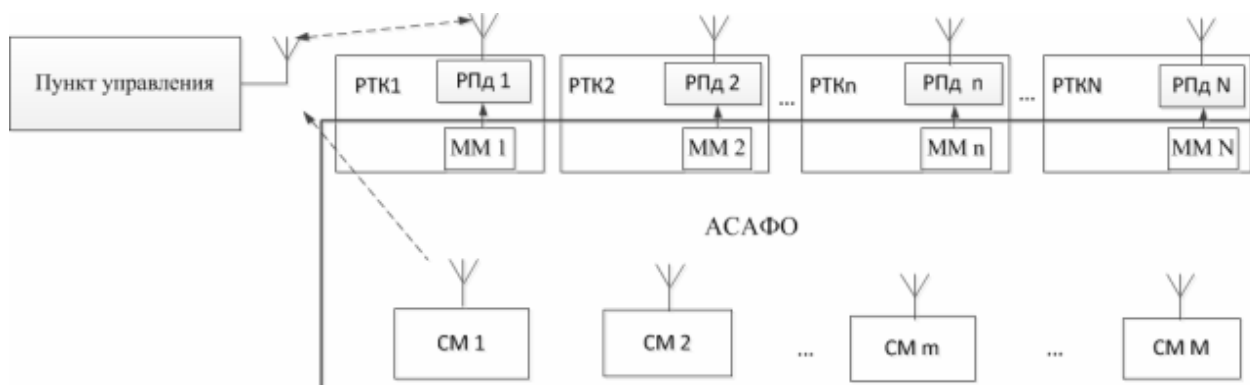 Пункт управления
РТК1 РПд 1 РТК2 РПд 2 ... РТКn РПд n ... РТКN РПд N
ММ 1 ММ 2 ММ n ММ N
АСАФО
СМ 1 СМ 2 ... СМ m ... СМ М